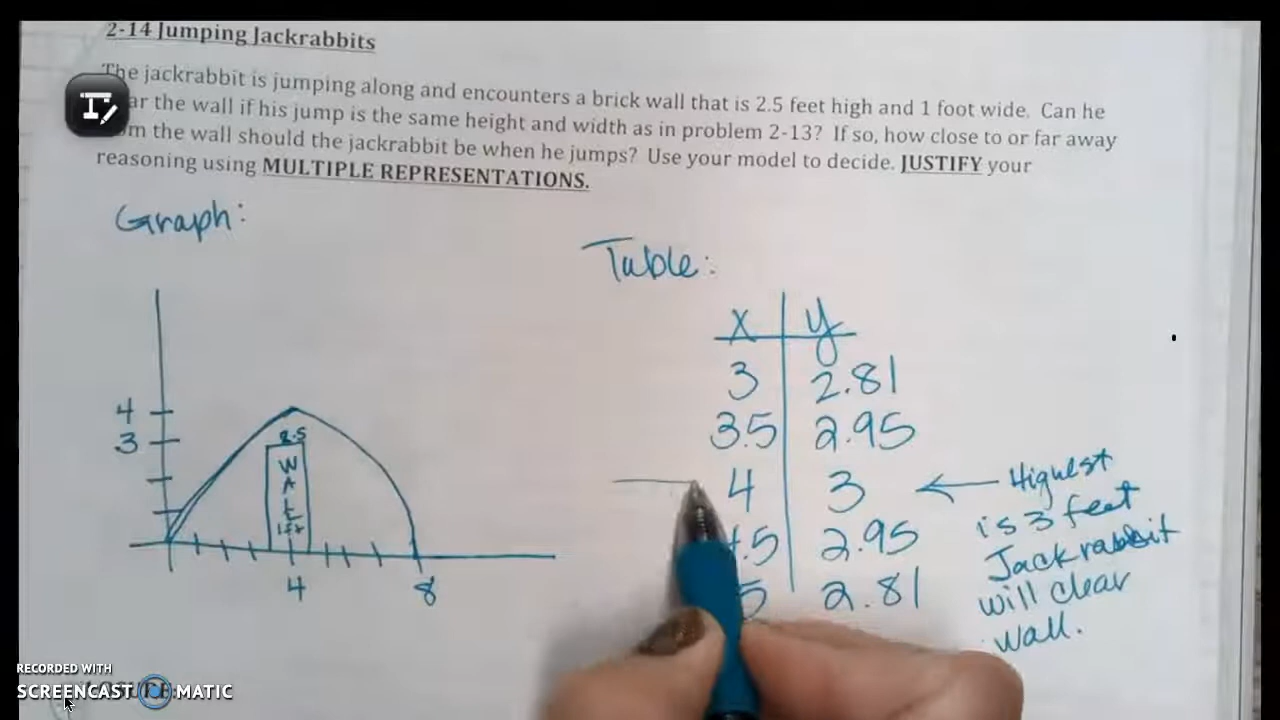 2-14 Jumping Jackrabbits
The jackrabbit is jumping along and encounters a brick wall that is 2.5 feet high and 1 foot wide. Can he
the wall if his jump is the same height and width as in problem 2-13? If so, how close to or far away
the wall should the jackrabbit be when he jumps? Use your model to decide. JUSTIFY your
reasoning using MULTIPLE REPRESENTATIONS.
Graph:
Table:
x y
3 2.81
3.5 2.95
4 3
.5 2.95
5 2.81
Highest
is 3 feet
Jackrabbit
will clear
wall.
4
3
2.5
W
A
L
L
1 ft
4
8
RECORDED WITH
SCREENCAST MATIC